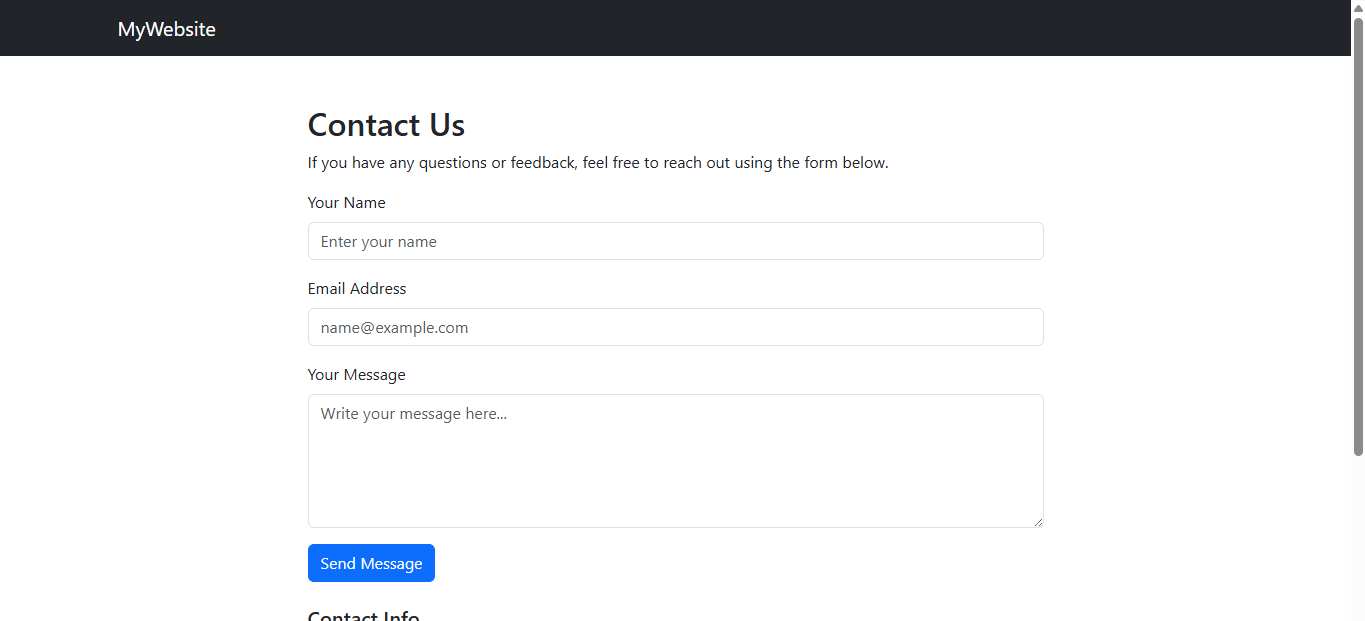 MyWebsite
Contact Us
If you have any questions or feedback, feel free to reach out using the form below.
Your Name
Enter your name
Email Address
name@example.com
Your Message
Write your message here...
Send Message
Contact Info